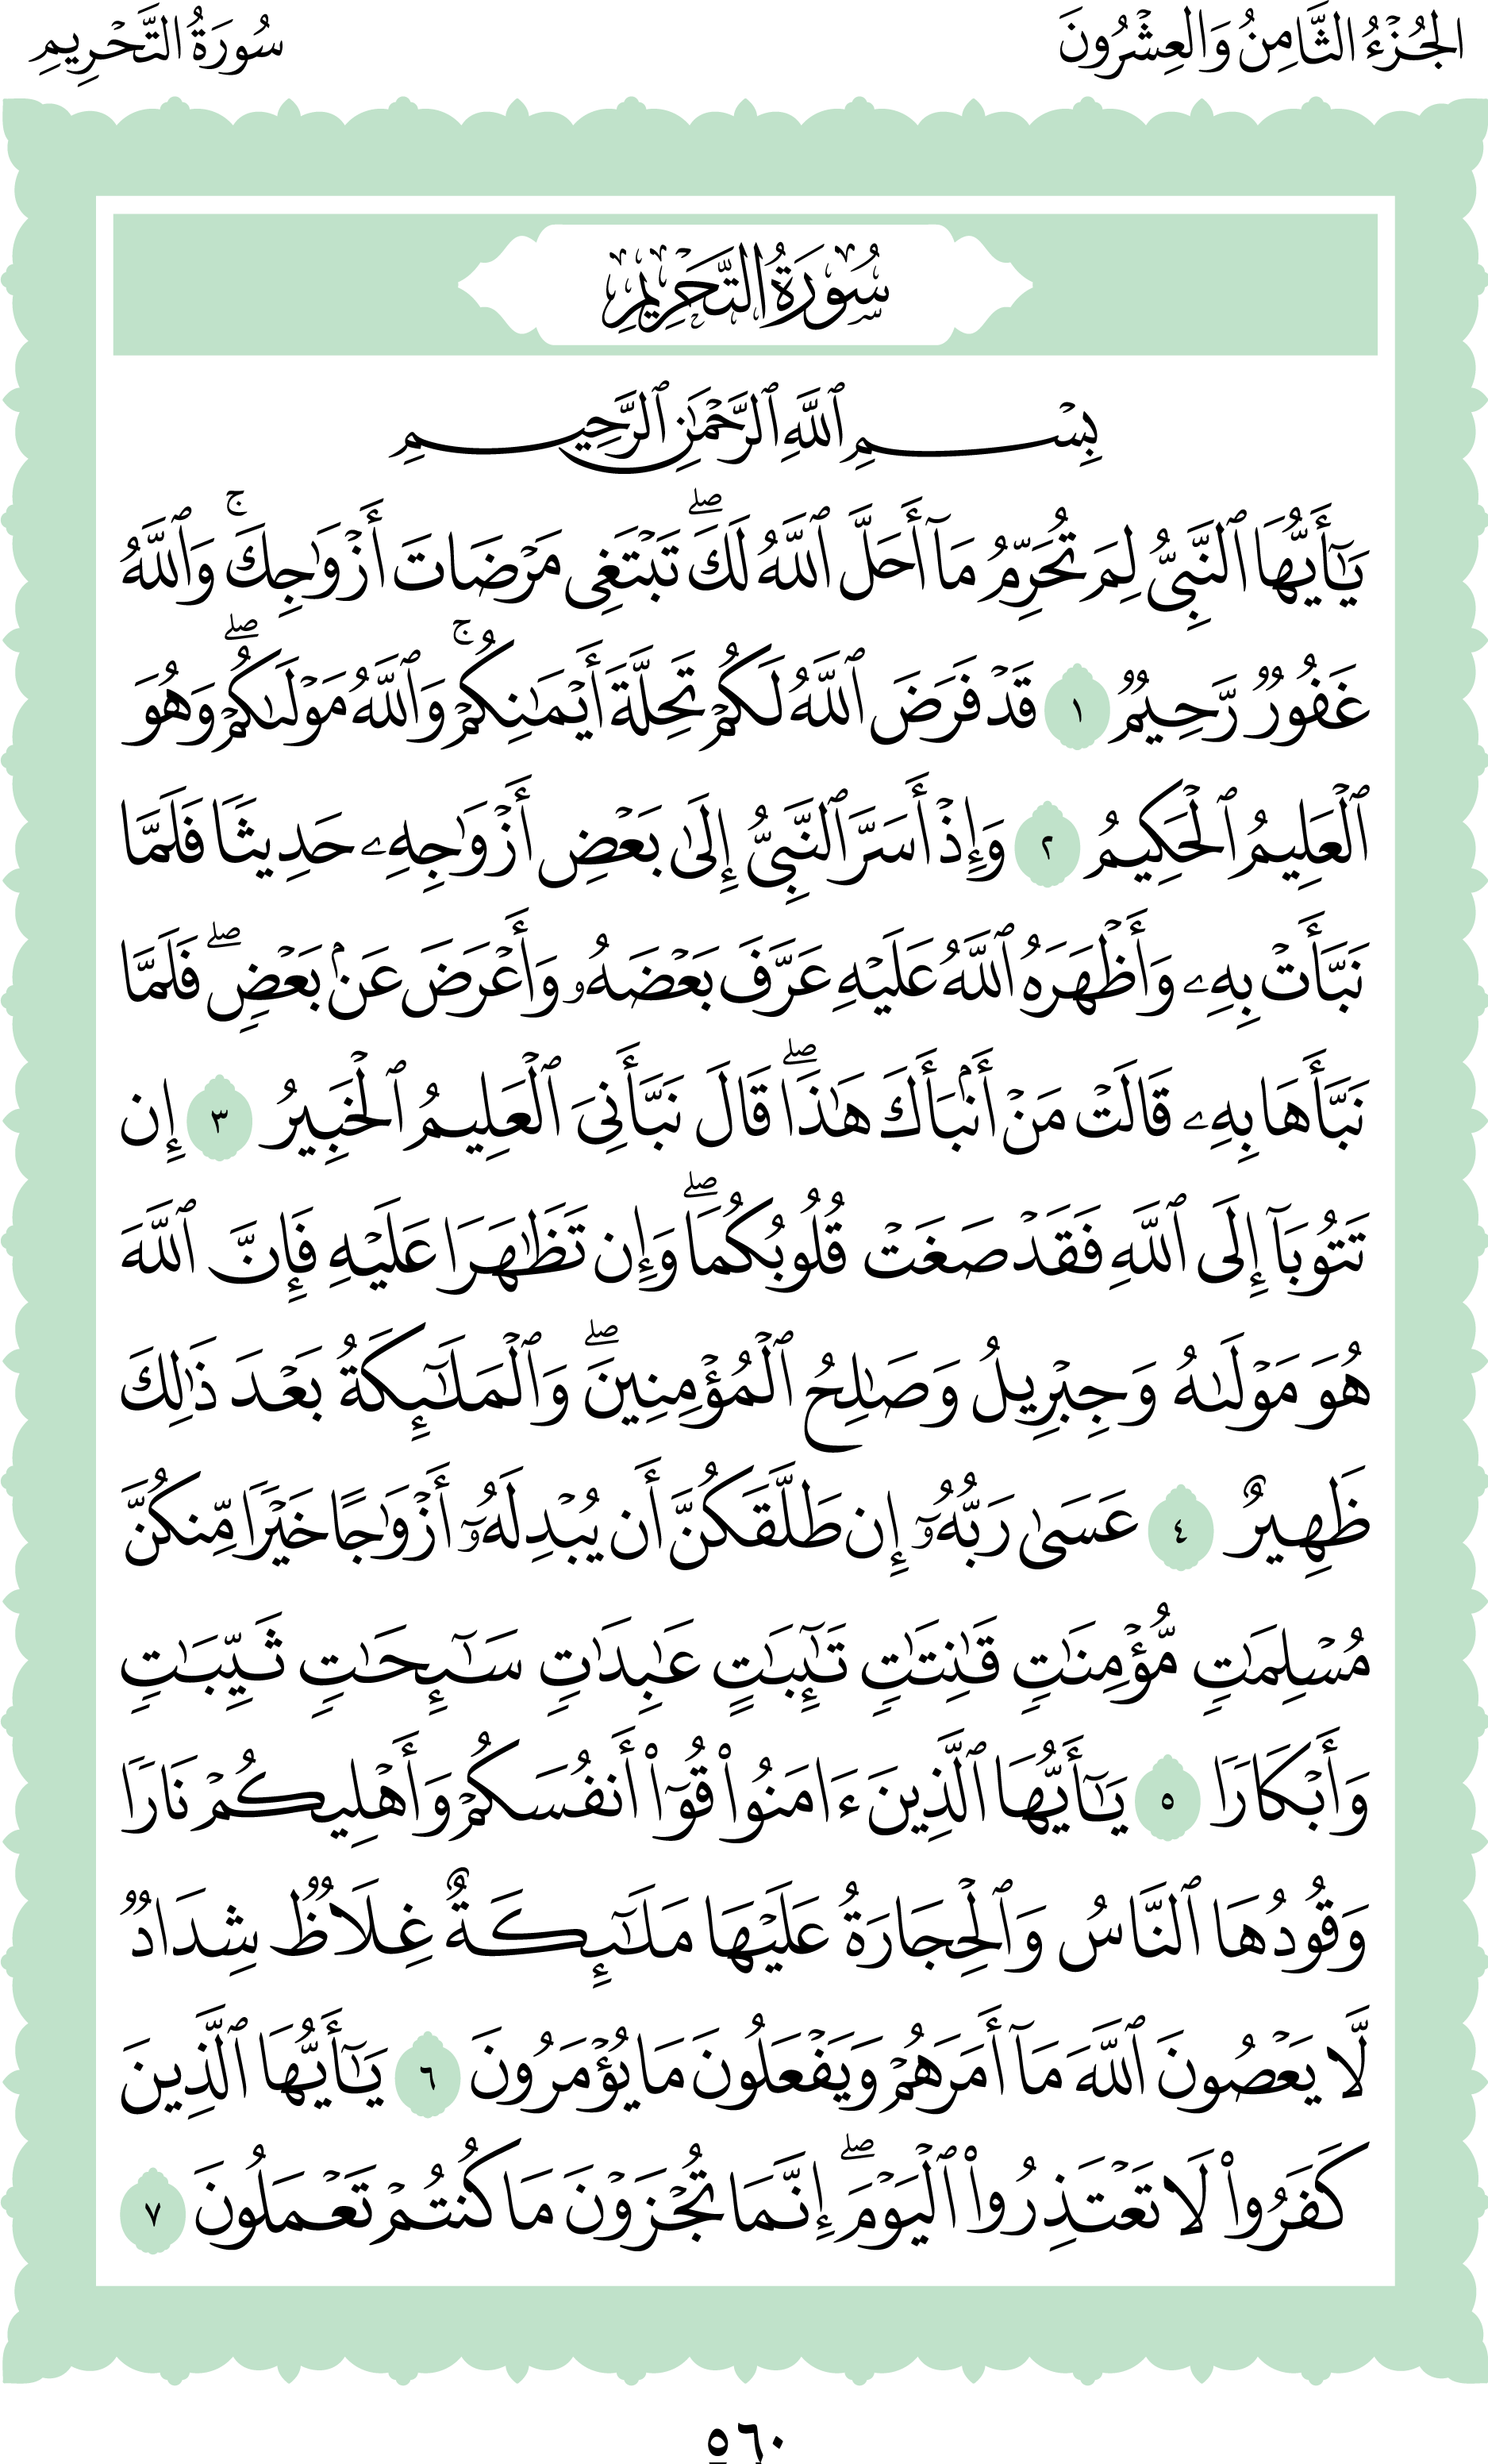 الجُزْءُ الثَّامِنُ وَالعِشْرُونَ
سُورَةُ التَّحْرِيمِ
سُورَةُ التَّحْرِيمِ
بِسْمِ ٱللَّهِ ٱلرَّحْمَٰنِ ٱلرَّحِيمِ
يَٰٓأَيُّهَا ٱلنَّبِيُّ لِمَ تُحَرِّمُ مَآ أَحَلَّ ٱللَّهُ لَكَۖ تَبْتَغِي مَرْضَاتَ أَزْوَٰجِكَۚ وَٱللَّهُ
غَفُورٞ رَّحِيمٞ ١ قَدْ فَرَضَ ٱللَّهُ لَكُمْ تَحِلَّةَ أَيْمَٰنِكُمْۚ وَٱللَّهُ مَوْلَىٰكُمْۖ وَهُوَ
ٱلْعَلِيمُ ٱلْحَكِيمُ ٢ وَإِذْ أَسَرَّ ٱلنَّبِيُّ إِلَىٰ بَعْضِ أَزْوَٰجِهِۦ حَدِيثٗا فَلَمَّا
نَبَّأَتْ بِهِۦ وَأَظْهَرَهُ ٱللَّهُ عَلَيْهِ عَرَّفَ بَعْضَهُۥ وَأَعْرَضَ عَنۢ بَعْضٖۖ فَلَمَّا
نَبَّأَهَا بِهِۦ قَالَتْ مَنْ أَنۢبَأَكَ هَٰذَاۖ قَالَ نَبَّأَنِيَ ٱلْعَلِيمُ ٱلْخَبِيرُ ٣ إِن
تَتُوبَآ إِلَى ٱللَّهِ فَقَدْ صَغَتْ قُلُوبُكُمَاۖ وَإِن تَظَٰهَرَا عَلَيْهِ فَإِنَّ ٱللَّهَ
هُوَ مَوْلَىٰهُ وَجِبْرِيلُ وَصَٰلِحُ ٱلْمُؤْمِنِينَۖ وَٱلْمَلَٰٓئِكَةُ بَعْدَ ذَٰلِكَ
ظَهِيرٌ ٤ عَسَىٰ رَبُّهُۥٓ إِن طَلَّقَكُنَّ أَن يُبْدِلَهُۥٓ أَزْوَٰجًا خَيْرٗا مِّنكُنَّ
مُسْلِمَٰتٖ مُّؤْمِنَٰتٖ قَٰنِتَٰتٖ تَٰٓئِبَٰتٍ عَٰبِدَٰتٖ سَٰٓئِحَٰتٖ ثَيِّبَٰتٖ
وَأَبْكَارٗا ٥ يَٰٓأَيُّهَا ٱلَّذِينَ ءَامَنُوا۟ قُوٓا۟ أَنفُسَكُمْ وَأَهْلِيكُمْ نَارٗا
وَقُودُهَا ٱلنَّاسُ وَٱلْحِجَارَةُ عَلَيْهَا مَلَٰٓئِكَةٌ غِلَاظٞ شِدَادٞ
لَّا يَعْصُونَ ٱللَّهَ مَآ أَمَرَهُمْ وَيَفْعَلُونَ مَا يُؤْمَرُونَ ٦ يَٰٓأَيُّهَا ٱلَّذِينَ
كَفَرُوا۟ لَا تَعْتَذِرُوا۟ ٱلْيَوْمَۖ إِنَّمَا تُجْزَوْنَ مَا كُنتُمْ تَعْمَلُونَ ٧
٥٦٠